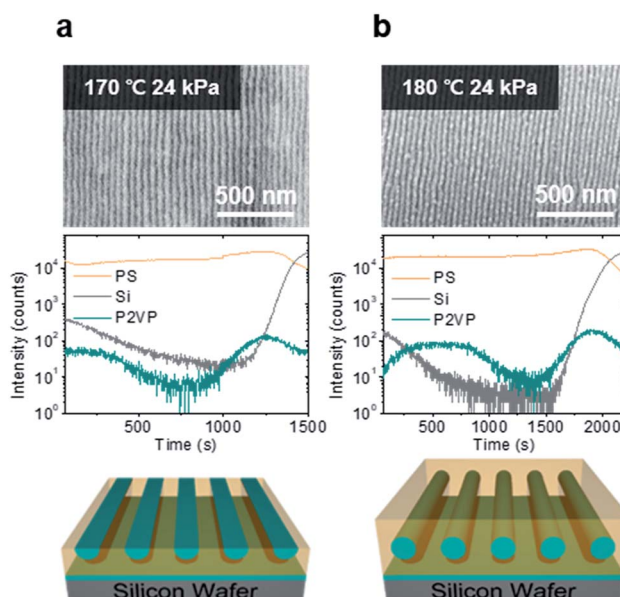 a
b
170 ℃ 24 kPa
180 ℃ 24 kPa
500 nm
500 nm
Intensity (counts)
10⁴
10³
10²
10¹
10⁰
PS
Si
P2VP
500
1000
1500
Time (s)
Intensity (counts)
10⁴
10³
10²
10¹
10⁰
PS
Si
P2VP
500
1000
1500
2000
Time (s)
Silicon Wafer
Silicon Wafer